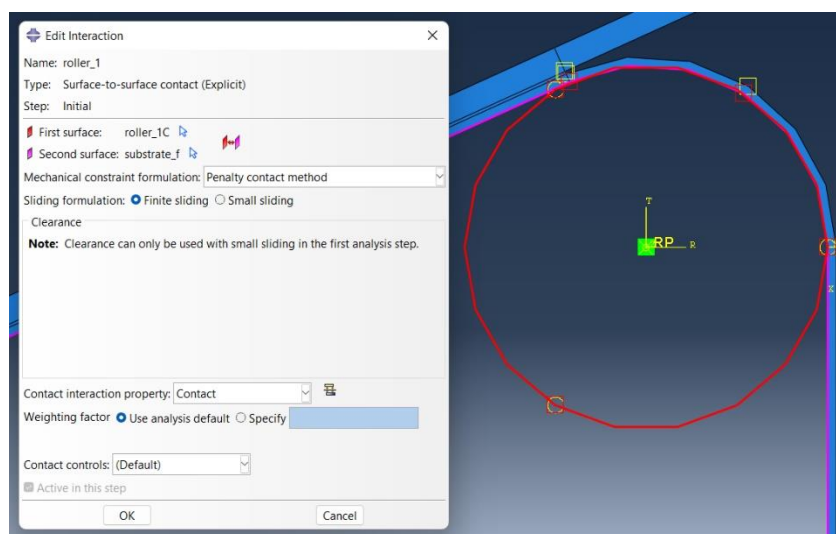 Edit Interaction
Name: roller_1
Type: Surface-to-surface contact (Explicit)
Step: Initial
First surface: roller_1C
Second surface: substrate_f
Mechanical constraint formulation: Penalty contact method
Sliding formulation: Finite sliding Small sliding
Clearance
Note: Clearance can only be used with small sliding in the first analysis step.
Contact interaction property: Contact
Weighting factor Use analysis default Specify
Contact controls: (Default)
Active in this step
OK Cancel
T
RP R
X